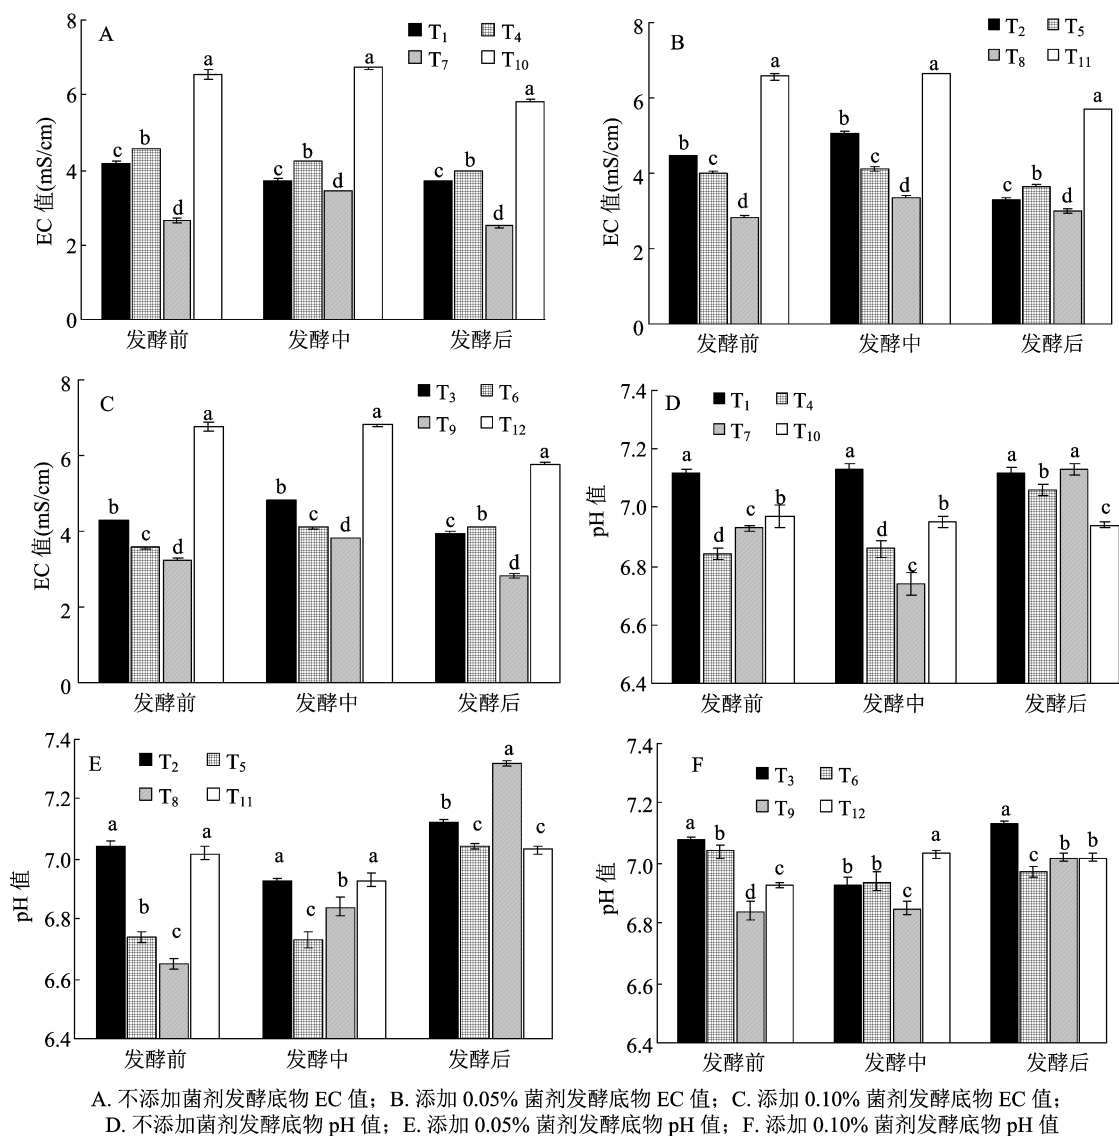 A
T1 T4
T7 T10
EC 值(mS/cm)
8
6
4
2
0
c b d a
c b d a
c b d a
发酵前 发酵中 发酵后
B
T2 T5
T8 T11
EC 值(mS/cm)
8
6
4
2
0
b c d a
b c d a
c b d a
发酵前 发酵中 发酵后
C
T3 T6
T9 T12
EC 值(mS/cm)
8
6
4
2
0
b c d a
b c d a
c b d a
发酵前 发酵中 发酵后
D
T1 T4
T7 T10
pH 值
7.4
7.2
7.0
6.8
6.6
6.4
a d c b
a d c b
a b a c
发酵前 发酵中 发酵后
E
T2 T5
T8 T11
pH 值
7.4
7.2
7.0
6.8
6.6
6.4
a b c a
a c b a
b c a c
发酵前 发酵中 发酵后
F
T3 T6
T9 T12
pH 值
7.4
7.2
7.0
6.8
6.6
6.4
a b d c
b b c a
a c b b
发酵前 发酵中 发酵后
A. 不添加菌剂发酵底物 EC 值；B. 添加 0.05% 菌剂发酵底物 EC 值；C. 添加 0.10% 菌剂发酵底物 EC 值；
D. 不添加菌剂发酵底物 pH 值；E. 添加 0.05% 菌剂发酵底物 pH 值；F. 添加 0.10% 菌剂发酵底物 pH 值